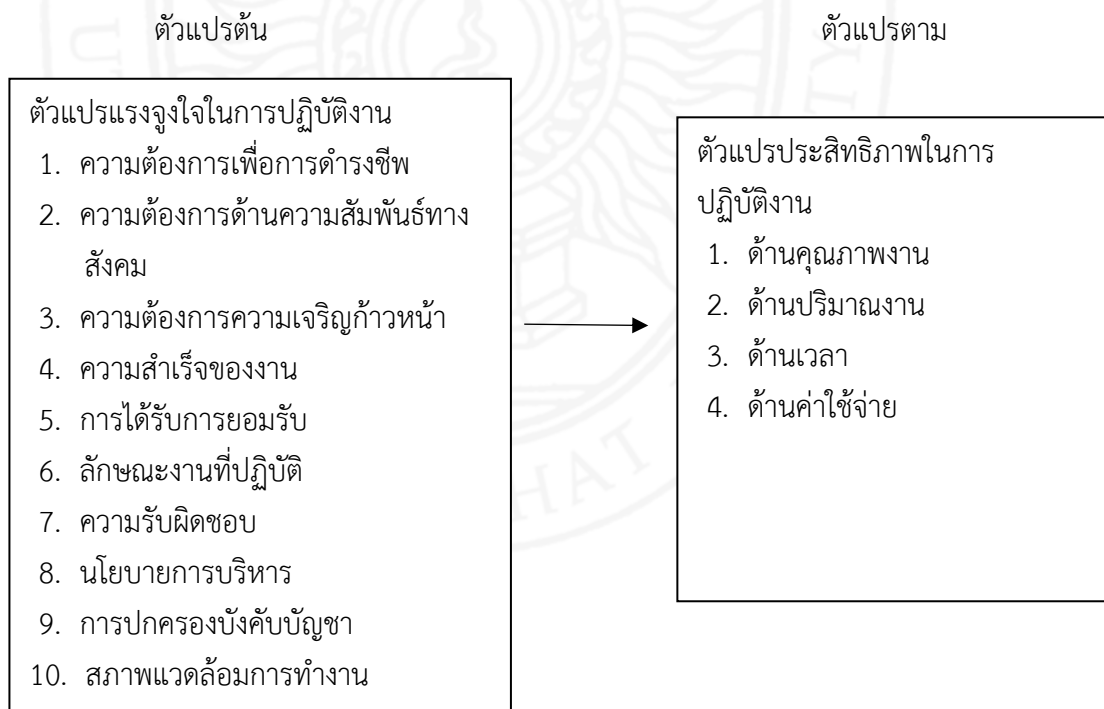 ตัวแปรต้น
ตัวแปรตาม
ตัวแปรแรงจูงใจในการปฏิบัติงาน
1. ความต้องการเพื่อการดำรงชีพ
2. ความต้องการด้านความสัมพันธ์ทาง
สังคม
3. ความต้องการความเจริญก้าวหน้า
4. ความสำเร็จของงาน
5. การได้รับการยอมรับ
6. ลักษณะงานที่ปฏิบัติ
7. ความรับผิดชอบ
8. นโยบายการบริหาร
9. การปกครองบังคับบัญชา
10. สภาพแวดล้อมการทำงาน
ตัวแปรประสิทธิภาพในการ
ปฏิบัติงาน
1. ด้านคุณภาพงาน
2. ด้านปริมาณงาน
3. ด้านเวลา
4. ด้านค่าใช้จ่าย